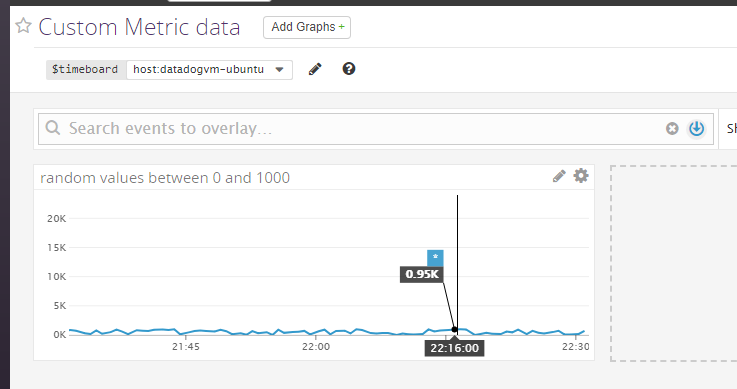 Custom Metric data Add Graphs +
$timeboard host:datadogvm-ubuntu
Search events to overlay...
random values between 0 and 1000
20K
15K
10K
5K
0K
*
0.95K
21:45 22:00 22:16:00 22:30